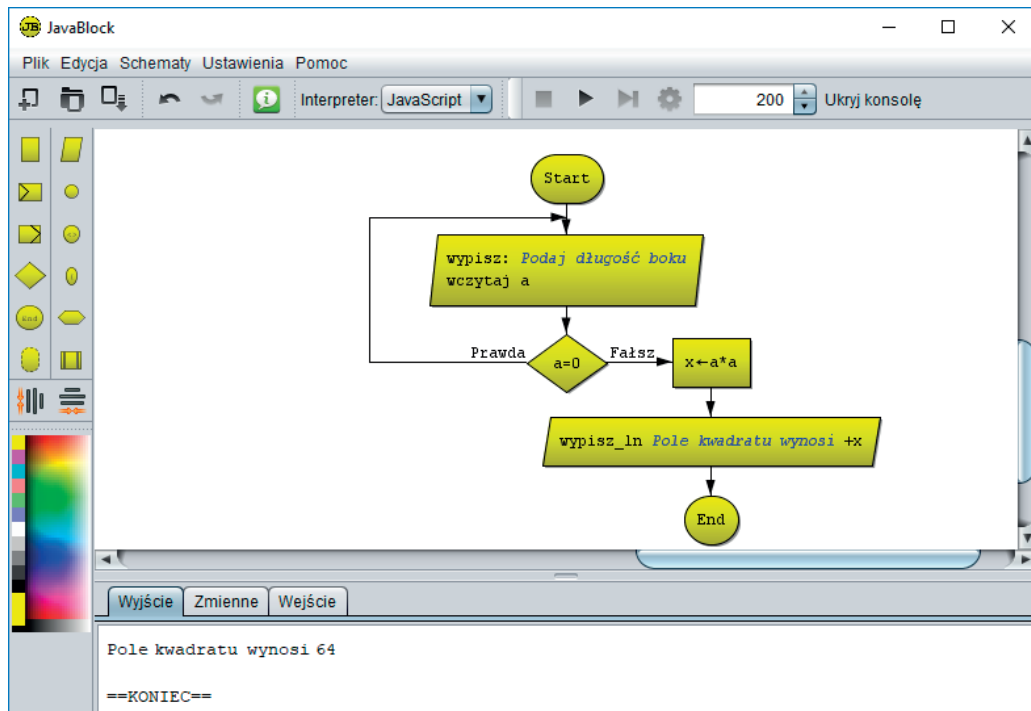 JavaBlock
Plik Edycja Schematy Ustawienia Pomoc
Interpreter: JavaScript 200 Ukryj konsolę
Start
wypisz: Podaj długość boku
wczytaj a
Prawda a=0 Fałsz x←a*a
wypisz_ln Pole kwadratu wynosi +x
End
End
Wyjście Zmienne Wejście
Pole kwadratu wynosi 64
==KONIEC==